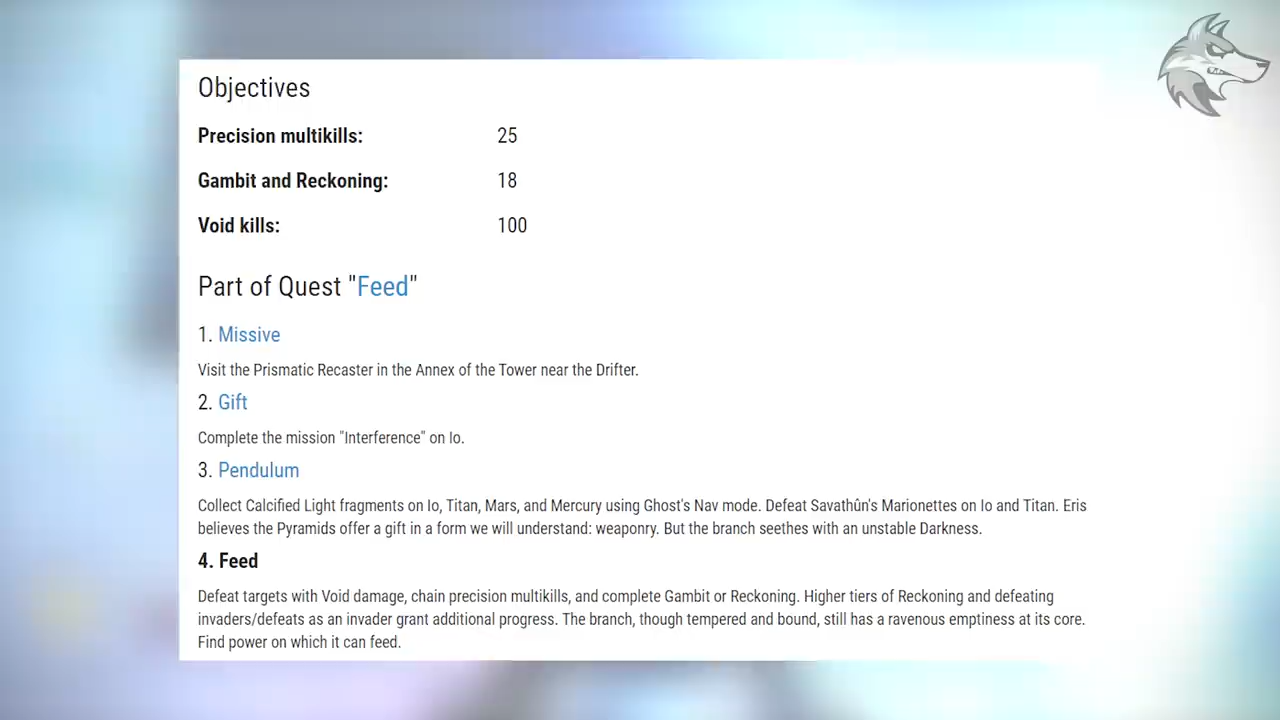 Objectives
Precision multikills: 25
Gambit and Reckoning: 18
Void kills: 100
Part of Quest "Feed"
1. Missive
Visit the Prismatic Recaster in the Annex of the Tower near the Drifter.
2. Gift
Complete the mission "Interference" on Io.
3. Pendulum
Collect Calcified Light fragments on Io, Titan, Mars, and Mercury using Ghost's Nav mode. Defeat Savathûn's Marionettes on Io and Titan. Eris
believes the Pyramids offer a gift in a form we will understand: weaponry. But the branch seethes with an unstable Darkness.
4. Feed
Defeat targets with Void damage, chain precision multikills, and complete Gambit or Reckoning. Higher tiers of Reckoning and defeating
invaders/defeats as an invader grant additional progress. The branch, though tempered and bound, still has a ravenous emptiness at its core.
Find power on which it can feed.